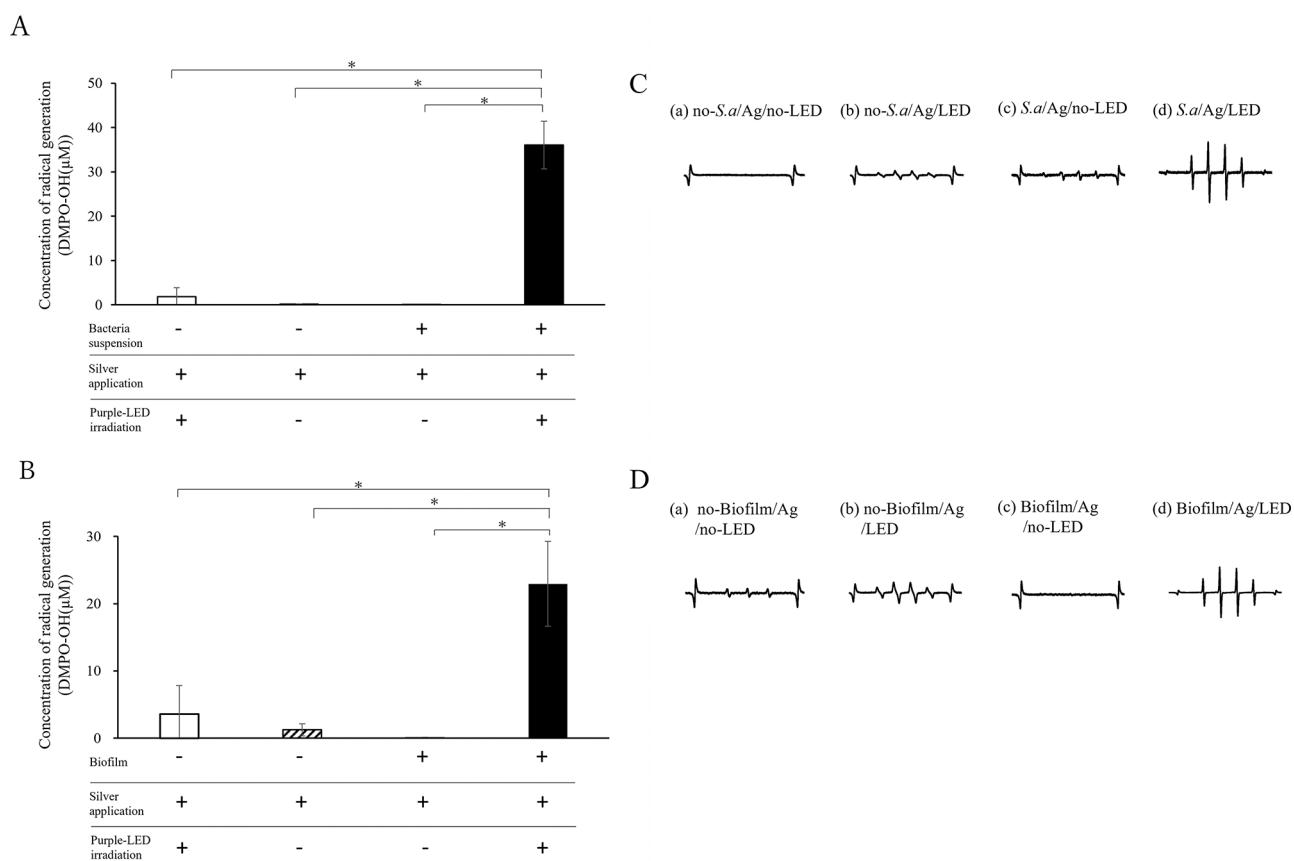 A
*
*
*
Concentration of radical generation
(DMPO-OH(μM))
50
40
30
20
10
0
Bacteria
suspension
- - + +
Silver
application
+ + + +
Purple-LED
irradiation
+ - - +
B
*
*
*
Concentration of radical generation
(DMPO-OH(μM))
30
20
10
0
Biofilm - - + +
Silver
application
+ + + +
Purple-LED
irradiation
+ - - +
C
(a) no-S.a/Ag/no-LED (b) no-S.a/Ag/LED (c) S.a/Ag/no-LED (d) S.a/Ag/LED
D
(a) no-Biofilm/Ag
/no-LED
(b) no-Biofilm/Ag
/LED
(c) Biofilm/Ag
/no-LED
(d) Biofilm/Ag/LED